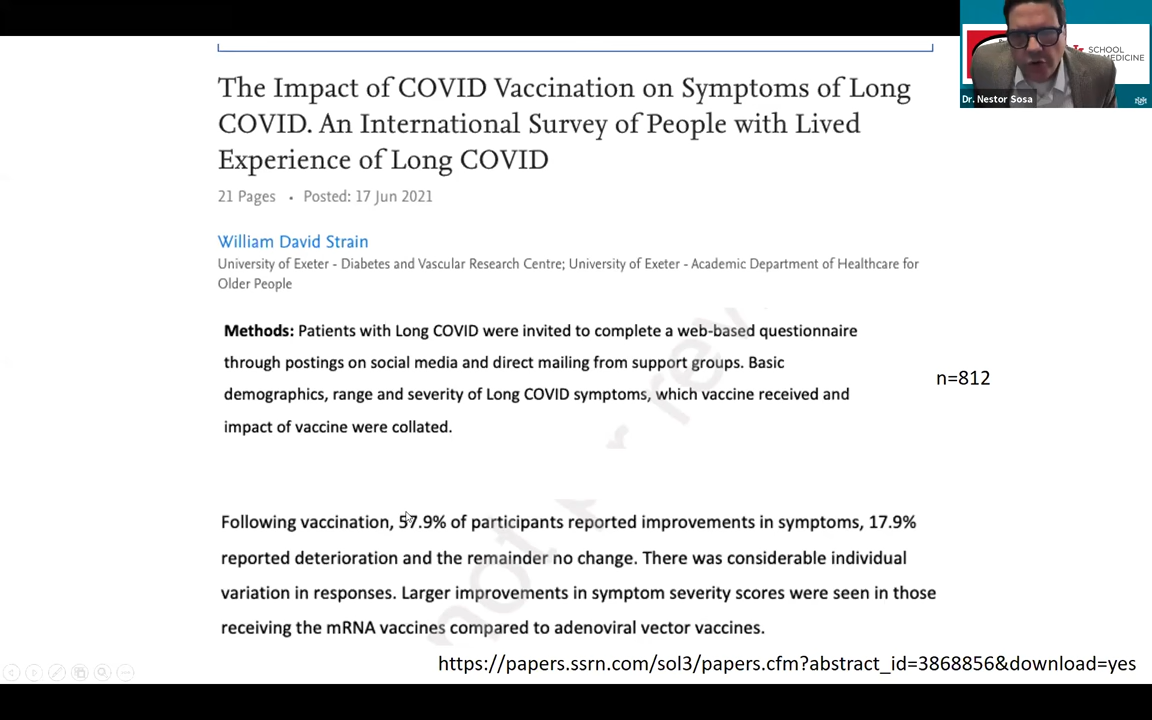 SCHOOL
MEDICINE
Dr. Nestor Sosa
The Impact of COVID Vaccination on Symptoms of Long
COVID. An International Survey of People with Lived
Experience of Long COVID
21 Pages • Posted: 17 Jun 2021
William David Strain
University of Exeter - Diabetes and Vascular Research Centre; University of Exeter - Academic Department of Healthcare for
Older People
Methods: Patients with Long COVID were invited to complete a web-based questionnaire
through postings on social media and direct mailing from support groups. Basic
demographics, range and severity of Long COVID symptoms, which vaccine received and
impact of vaccine were collated.
n=812
Following vaccination, 57.9% of participants reported improvements in symptoms, 17.9%
reported deterioration and the remainder no change. There was considerable individual
variation in responses. Larger improvements in symptom severity scores were seen in those
receiving the mRNA vaccines compared to adenoviral vector vaccines.
not r rev
https://papers.ssrn.com/sol3/papers.cfm?abstract_id=3868856&download=yes